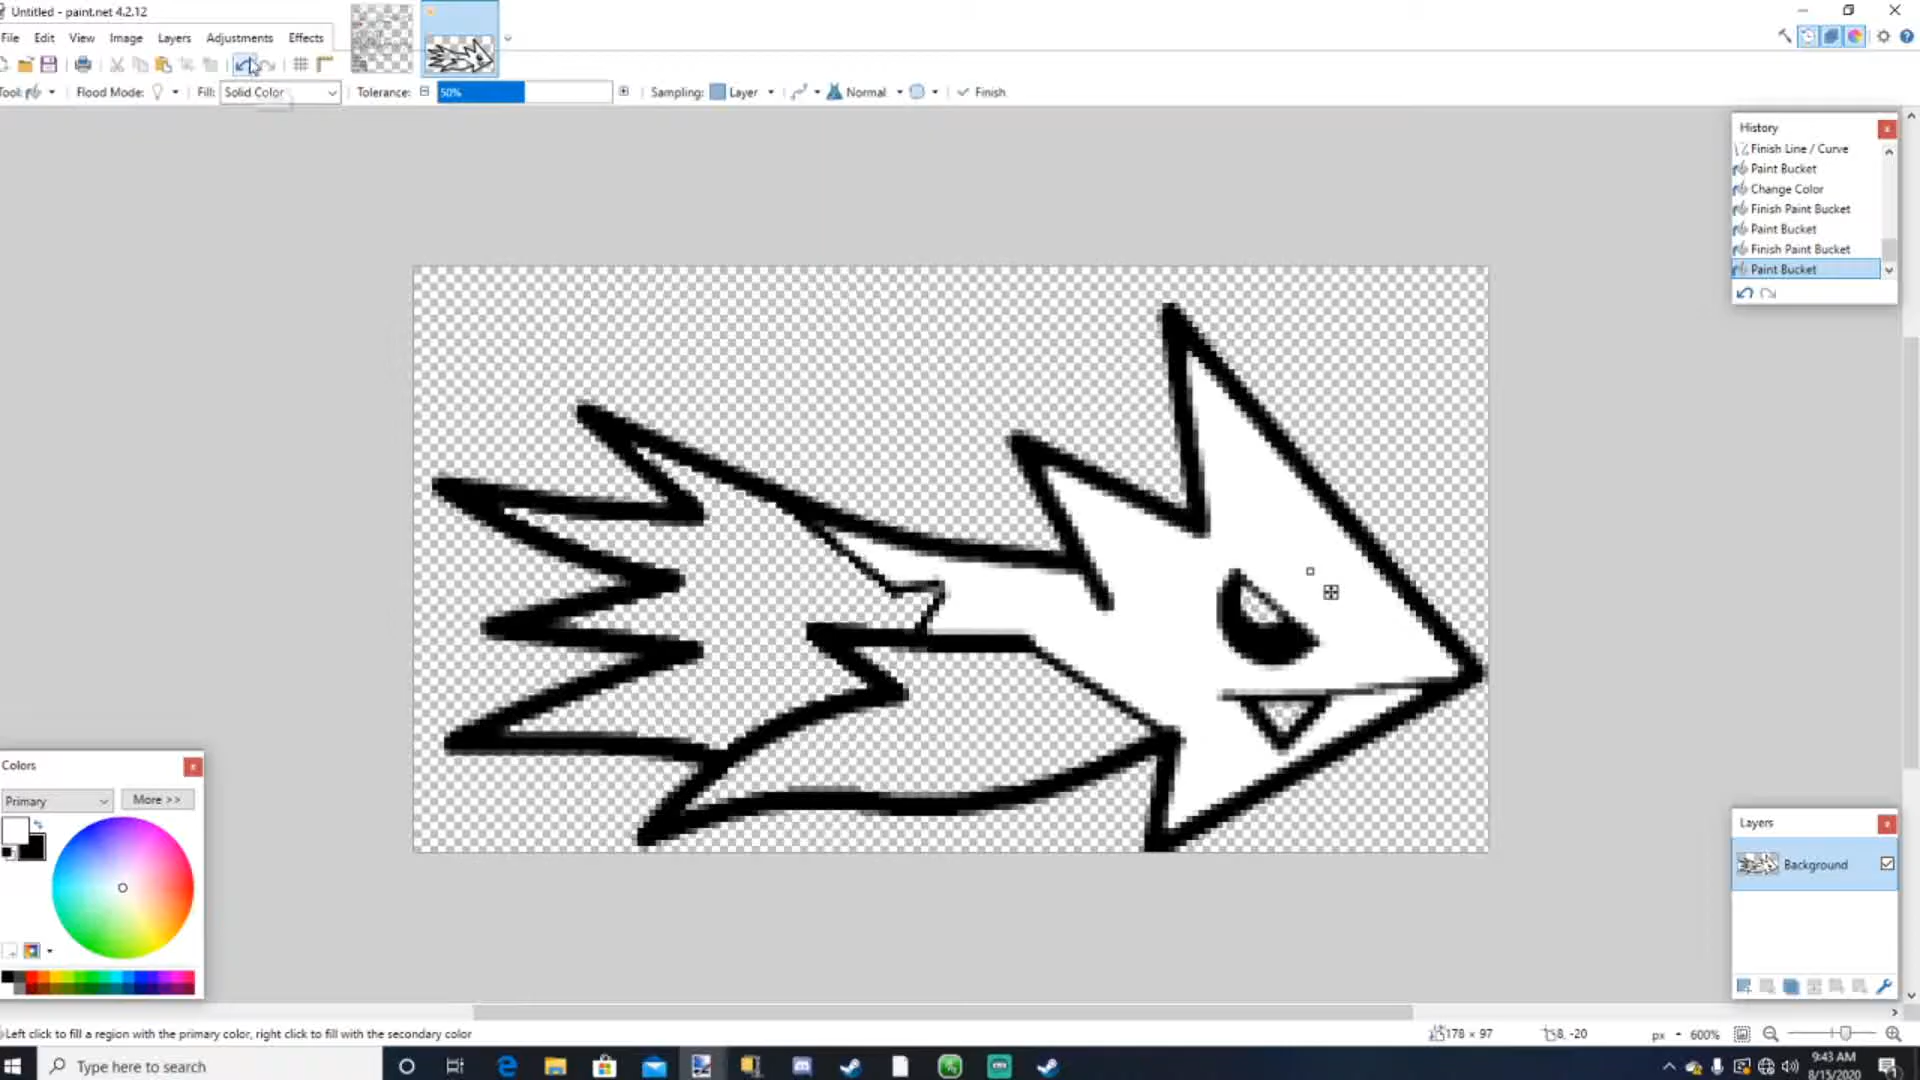 Untitled - paint.net 4.2.12
File Edit View Image Layers Adjustments Effects
Tool: Flood Mode: Fill: Solid Color Tolerance: 50% Sampling: Layer Normal Finish
History
Finish Line / Curve
Paint Bucket
Change Color
Finish Paint Bucket
Paint Bucket
Finish Paint Bucket
Paint Bucket
Colors
Primary More >>
Layers
Background
Left click to fill a region with the primary color, right click to fill with the secondary color
178 × 97 8, -20 px 600%
Type here to search
9:43 AM
8/15/2020